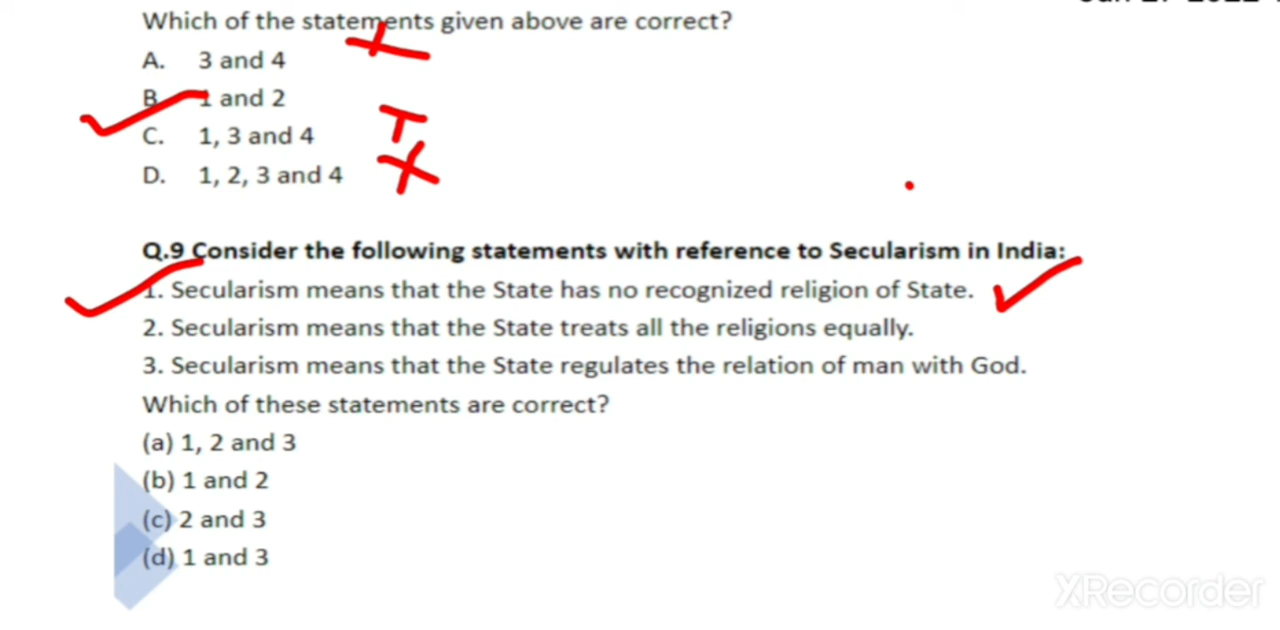 Which of the statements given above are correct?
A. 3 and 4
B. 1 and 2
C. 1, 3 and 4
D. 1, 2, 3 and 4
T
Q.9 Consider the following statements with reference to Secularism in India:
1. Secularism means that the State has no recognized religion of State.
2. Secularism means that the State treats all the religions equally.
3. Secularism means that the State regulates the relation of man with God.
Which of these statements are correct?
(a) 1, 2 and 3
(b) 1 and 2
(c) 2 and 3
(d) 1 and 3
XRecorder